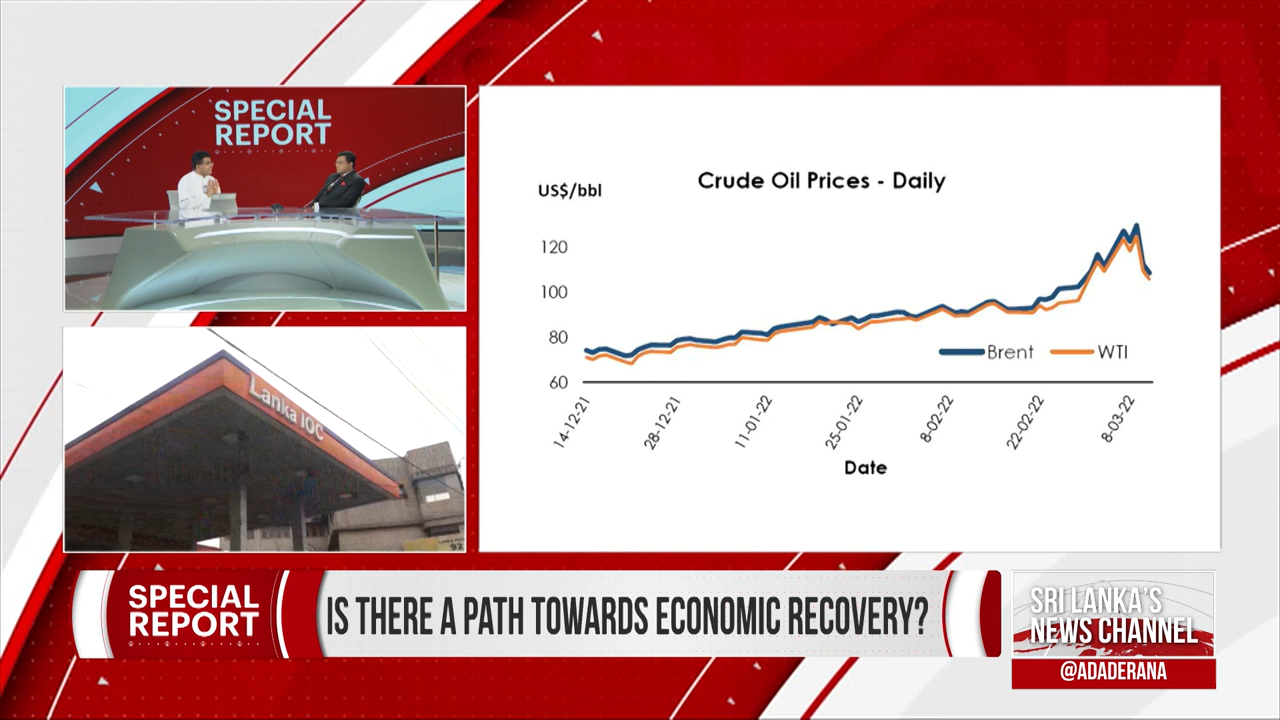 SPECIAL
REPORT
Lanka IOC
92
Crude Oil Prices - Daily
US$/bbl
120
100
80
60
Brent
WTI
14-12-21
28-12-21
11-01-22
25-01-22
8-02-22
22-02-22
8-03-22
Date
SPECIAL
REPORT
IS THERE A PATH TOWARDS ECONOMIC RECOVERY?
SRI LANKA'S
NEWS CHANNEL
@ADADERANA